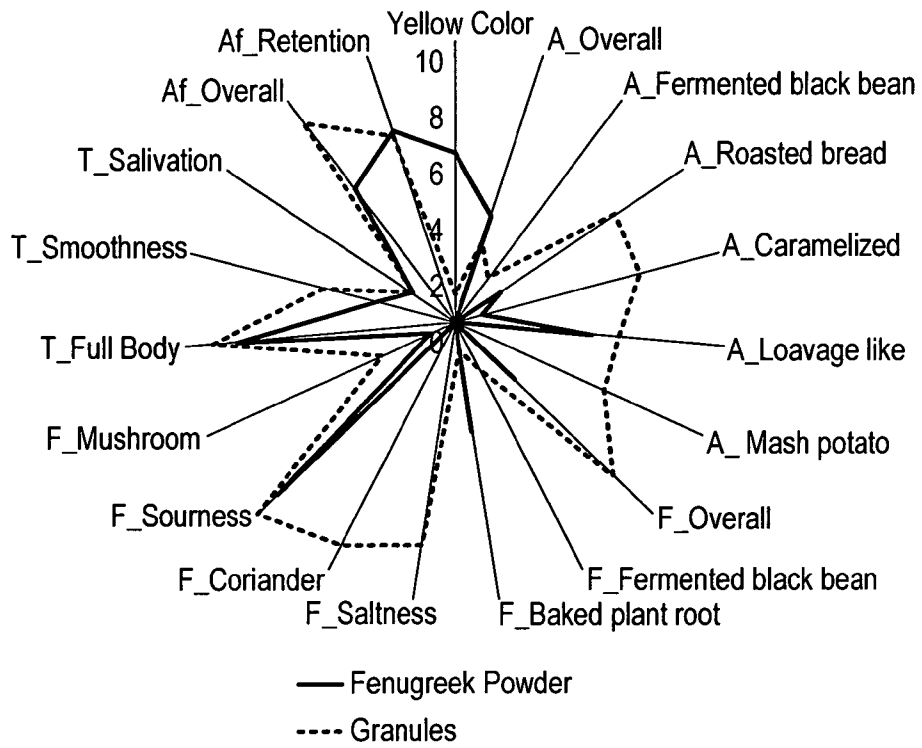 Yellow Color
Af_Retention
A_Overall
Af_Overall
A_Fermented black bean
T_Salivation
A_Roasted bread
T_Smoothness
A_Caramelized
T_Full Body
A_Loavage like
F_Mushroom
A_ Mash potato
F_Sourness
F_Overall
F_Coriander
F_Fermented black bean
F_Saltness
F_Baked plant root
10
8
6
4
2
0
Fenugreek Powder
Granules